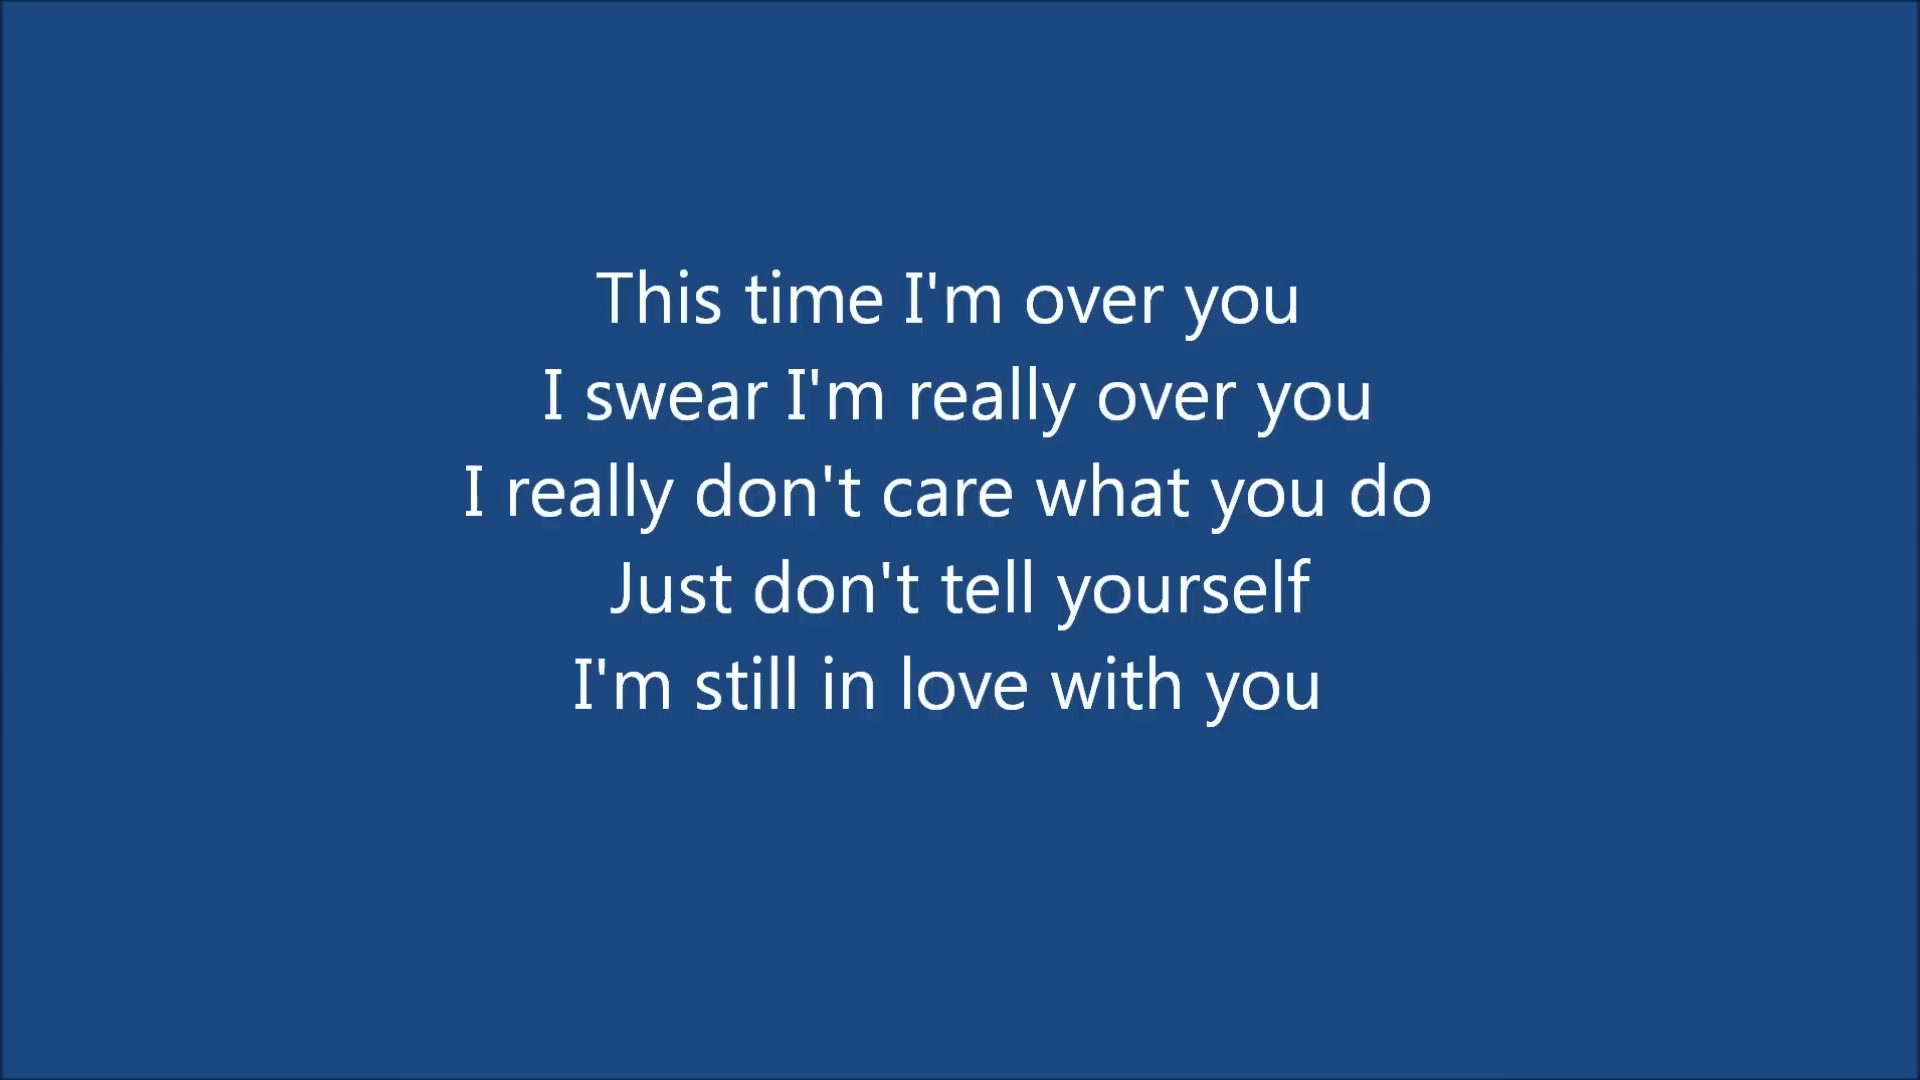 This time I'm over you
I swear I'm really over you
I really don't care what you do
Just don't tell yourself
I'm still in love with you